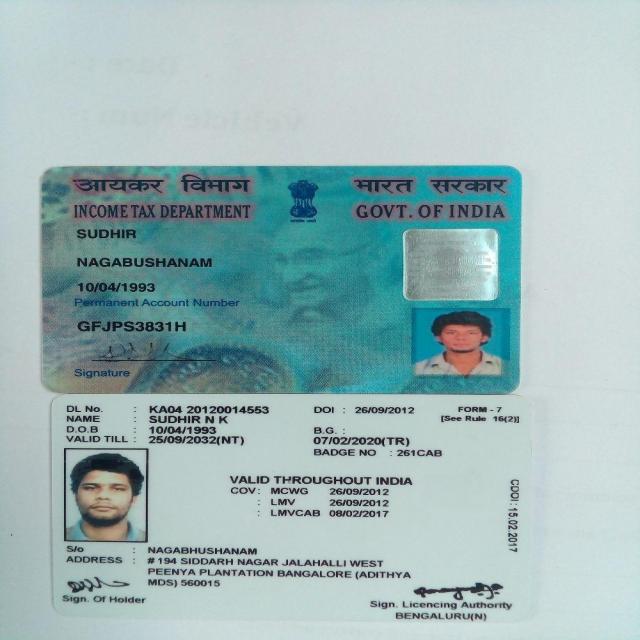 आयकर विभाग भारत सरकार
INCOME TAX DEPARTMENT GOVT. OF INDIA
SUDHIR
NAGABUSHANAM
10/04/1993
Permanent Account Number
GFJPS3831H
Signature
DL No. : KA04 20120014553 DOI : 26/09/2012 FORM - 7
NAME : SUDHIR N K [See Rule 16(2)]
D.O.B : 10/04/1993 B.G. :
VALID TILL : 25/09/2032(NT) 07/02/2020(TR)
BADGE NO : 261CAB
VALID THROUGHOUT INDIA
COV: MCWG 26/09/2012
: LMV 26/09/2012
: LMVCAB 08/02/2017
CDOI: 15.02.2017
S/o : NAGABHUSHANAM
ADDRESS : # 194 SIDDARH NAGAR JALAHALLI WEST
PEENYA PLANTATION BANGALORE (ADITHYA
MDS) 560015
Sign. Of Holder
Sign. Licencing Authority
BENGALURU(N)